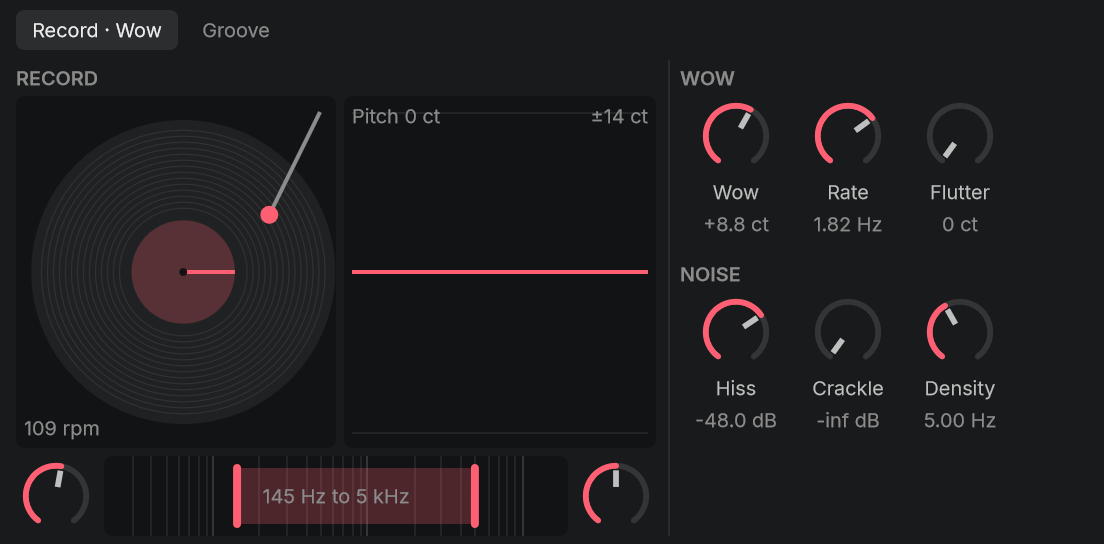 Record · Wow
Groove
RECORD
Pitch 0 ct
±14 ct
109 rpm
145 Hz to 5 kHz
WOW
Wow
Rate
Flutter
+8.8 ct
1.82 Hz
0 ct
NOISE
Hiss
Crackle
Density
-48.0 dB
-inf dB
5.00 Hz